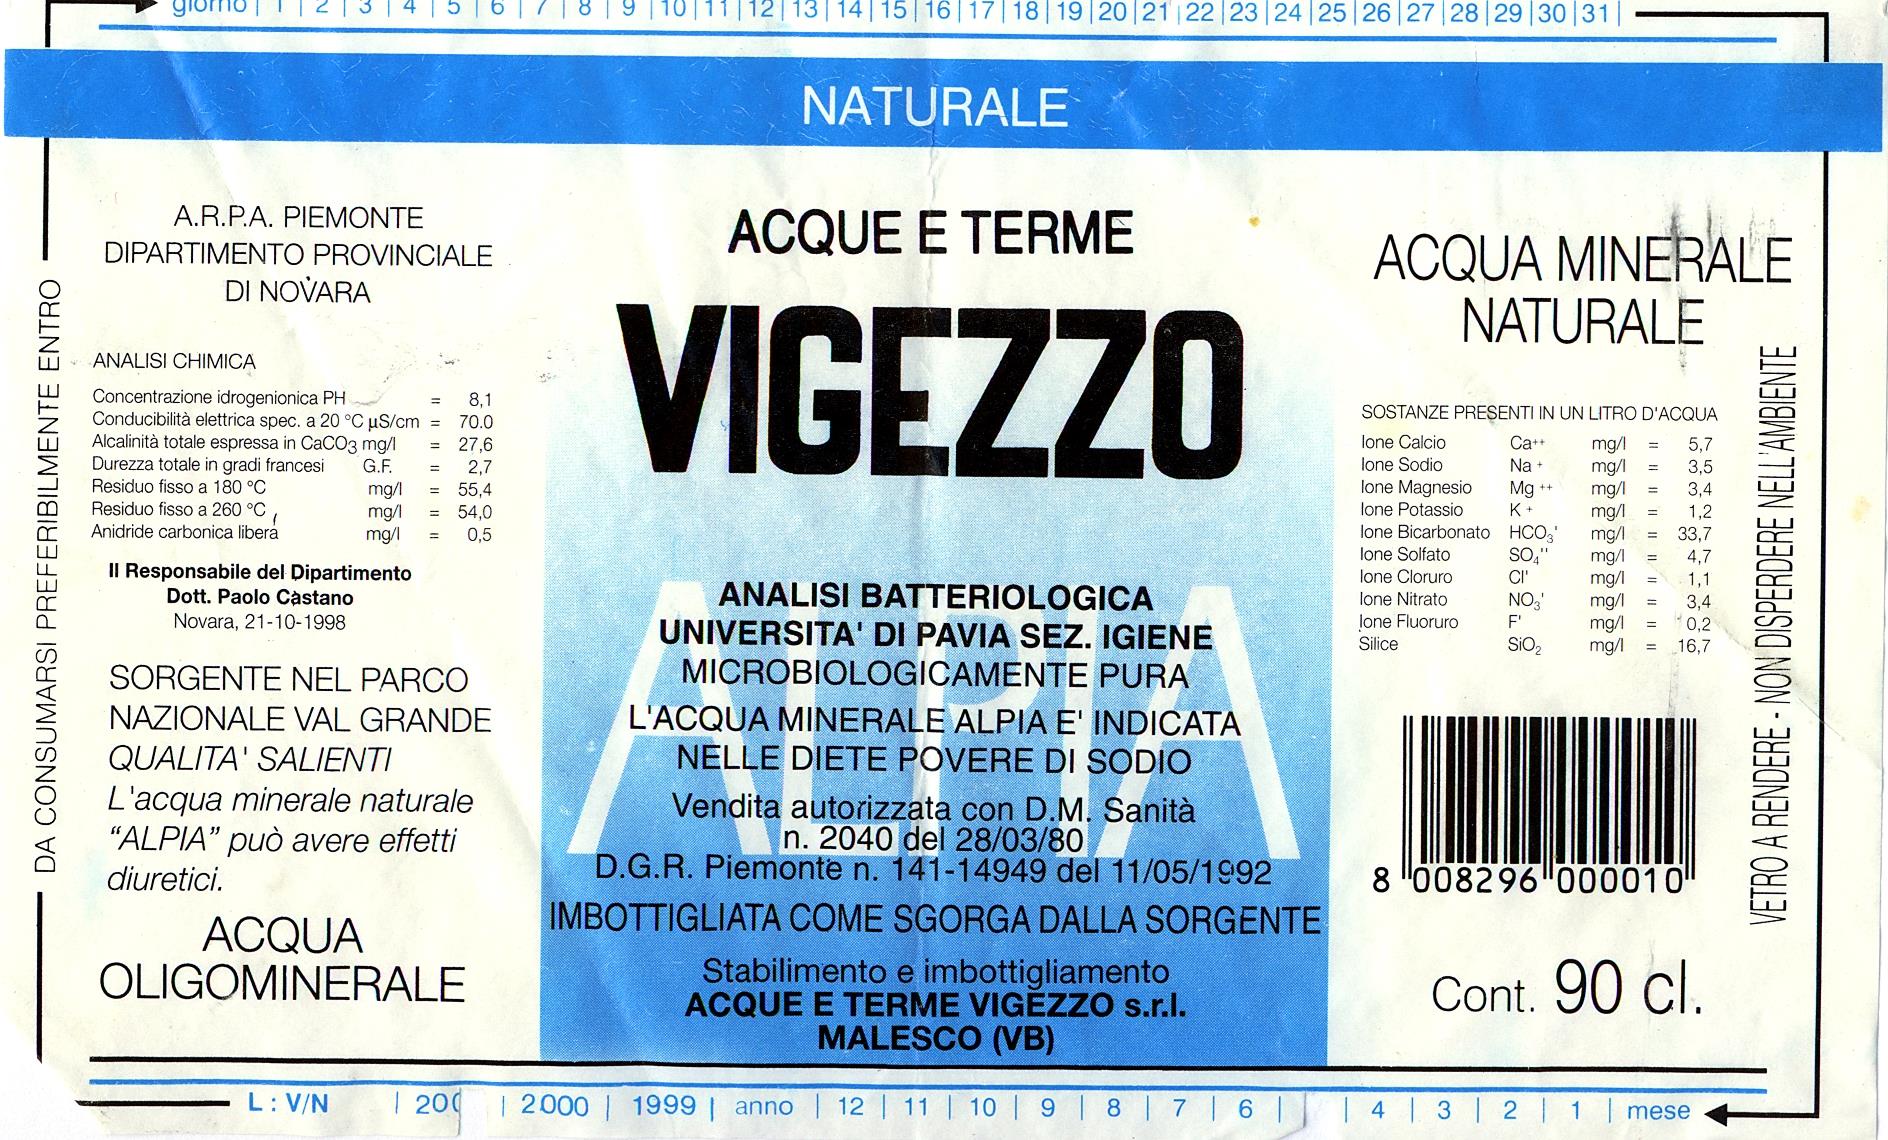 giorno | 1 | 2 | 3 | 4 | 5 | 6 | 7 | 8 | 9 | 10 | 11 | 12 | 13 | 14 | 15 | 16 | 17 | 18 | 19 | 20 | 21 | 22 | 23 | 24 | 25 | 26 | 27 | 28 | 29 | 30 | 31 |
NATURALE
DA CONSUMARSI PREFERIBILMENTE ENTRO
A.R.P.A. PIEMONTE
DIPARTIMENTO PROVINCIALE
DI NOVARA
ANALISI CHIMICA
Concentrazione idrogenionica PH = 8,1
Conducibilità elettrica spec. a 20 °C µS/cm = 70.0
Alcalinità totale espressa in CaCO3 mg/l = 27,6
Durezza totale in gradi francesi G.F. = 2,7
Residuo fisso a 180 °C mg/l = 55,4
Residuo fisso a 260 °C mg/l = 54,0
Anidride carbonica libera mg/l = 0,5
Il Responsabile del Dipartimento
Dott. Paolo Castano
Novara, 21-10-1998
SORGENTE NEL PARCO
NAZIONALE VAL GRANDE
QUALITA' SALIENTI
L'acqua minerale naturale
“ALPIA” può avere effetti
diuretici.
ACQUA
OLIGOMINERALE
ACQUE E TERME
VIGEZZO
ALPIA
ANALISI BATTERIOLOGICA
UNIVERSITA' DI PAVIA SEZ. IGIENE
MICROBIOLOGICAMENTE PURA
L'ACQUA MINERALE ALPIA E' INDICATA
NELLE DIETE POVERE DI SODIO
Vendita autorizzata con D.M. Sanità
n. 2040 del 28/03/80
D.G.R. Piemonte n. 141-14949 del 11/05/1992
IMBOTTIGLIATA COME SGORGA DALLA SORGENTE
Stabilimento e imbottigliamento
ACQUE E TERME VIGEZZO s.r.l.
MALESCO (VB)
ACQUA MINERALE
NATURALE
SOSTANZE PRESENTI IN UN LITRO D'ACQUA
Ione Calcio Ca++ mg/l = 5,7
Ione Sodio Na + mg/l = 3,5
Ione Magnesio Mg ++ mg/l = 3,4
Ione Potassio K + mg/l = 1,2
Ione Bicarbonato HCO3' mg/l = 33,7
Ione Solfato SO4'' mg/l = 4,7
Ione Cloruro Cl' mg/l = 1,1
Ione Nitrato NO3' mg/l = 3,4
Ione Fluoruro F' mg/l = 0,2
Silice SiO2 mg/l = 16,7
8 008296 000010
Cont. 90 cl.
VETRO A RENDERE - NON DISPERDERE NELL'AMBIENTE
L : V/N | 200 | 2000 | 1999 | anno | 12 | 11 | 10 | 9 | 8 | 7 | 6 | | 4 | 3 | 2 | 1 | mese